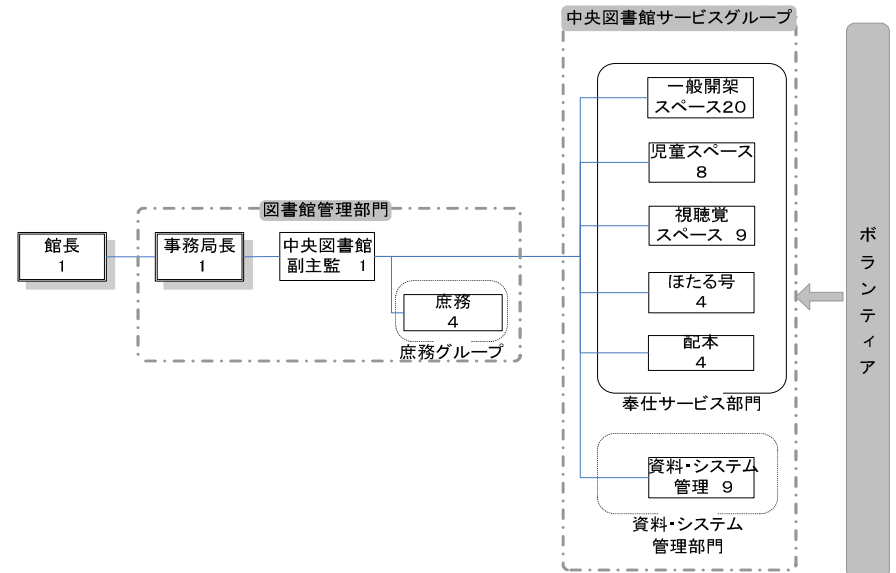 中央図書館サービスグループ
一般開架
スペース20
児童スペース
8
図書館管理部門
館長
1
事務局長
1
中央図書館
副主監 1
視聴覚
スペース 9
ほたる号
4
庶務
4
庶務グループ
配本
4
奉仕サービス部門
資料・システム
管理 9
資料・システム
管理部門
ボランティア